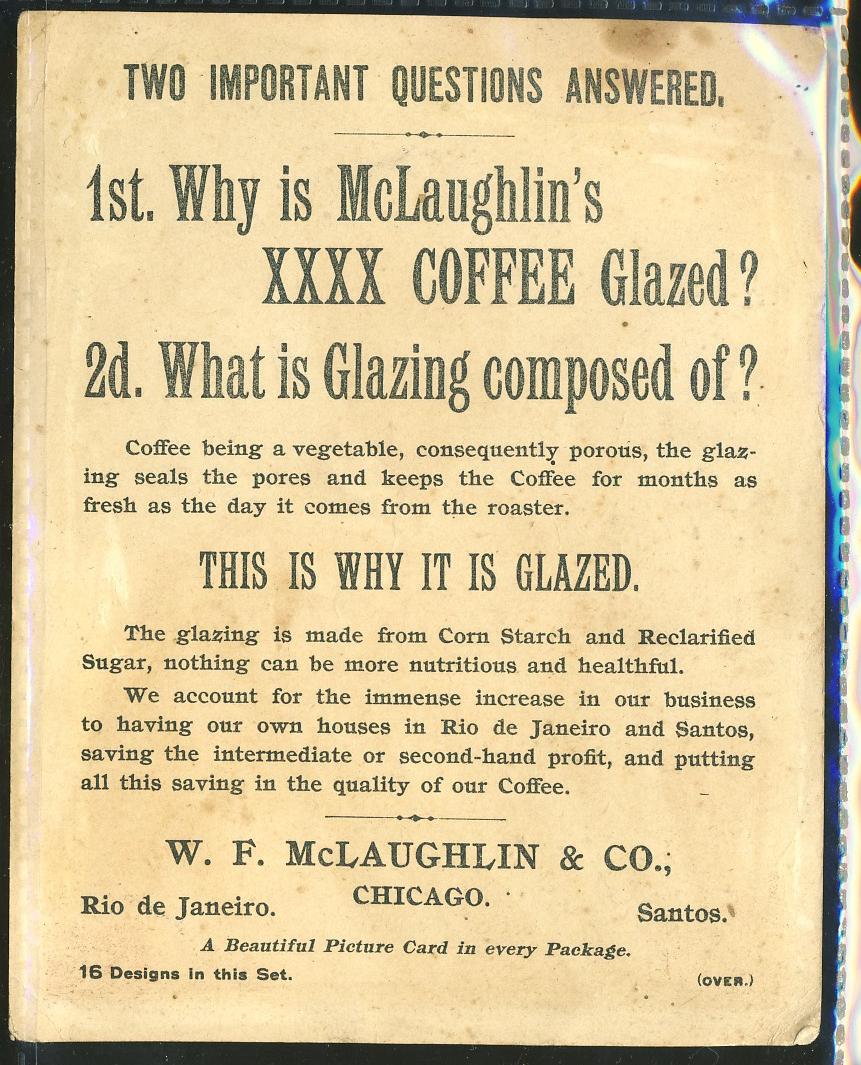 TWO IMPORTANT QUESTIONS ANSWERED.
1st. Why is McLaughlin's
XXXX COFFEE Glazed?
2d. What is Glazing composed of?
Coffee being a vegetable, consequently porous, the glaz-
ing seals the pores and keeps the Coffee for months as
fresh as the day it comes from the roaster.
THIS IS WHY IT IS GLAZED.
The glazing is made from Corn Starch and Reclarified
Sugar, nothing can be more nutritious and healthful.
We account for the immense increase in our business
to having our own houses in Rio de Janeiro and Santos,
saving the intermediate or second-hand profit, and putting
all this saving in the quality of our Coffee.
W. F. McLAUGHLIN & CO.,
CHICAGO.
Rio de Janeiro. Santos.
A Beautiful Picture Card in every Package.
16 Designs in this Set. (OVER.)